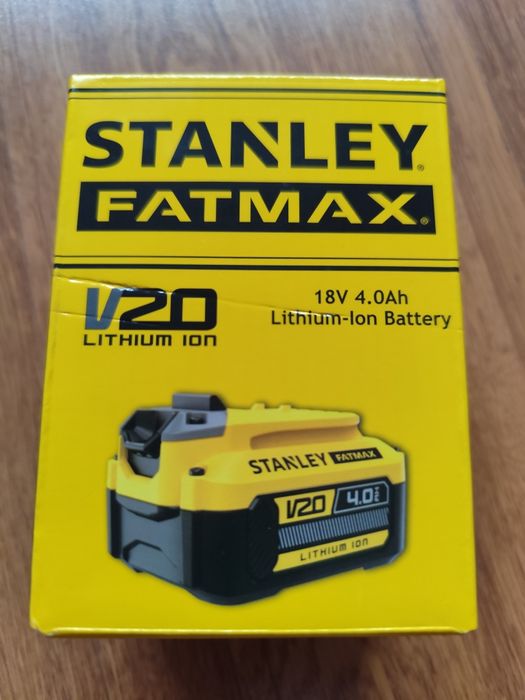 STANLEY®
FATMAX®
V20
LITHIUM ION
18V 4.0Ah
Lithium-Ion Battery
STANLEY FATMAX
V20 4.0
LITHIUM ION